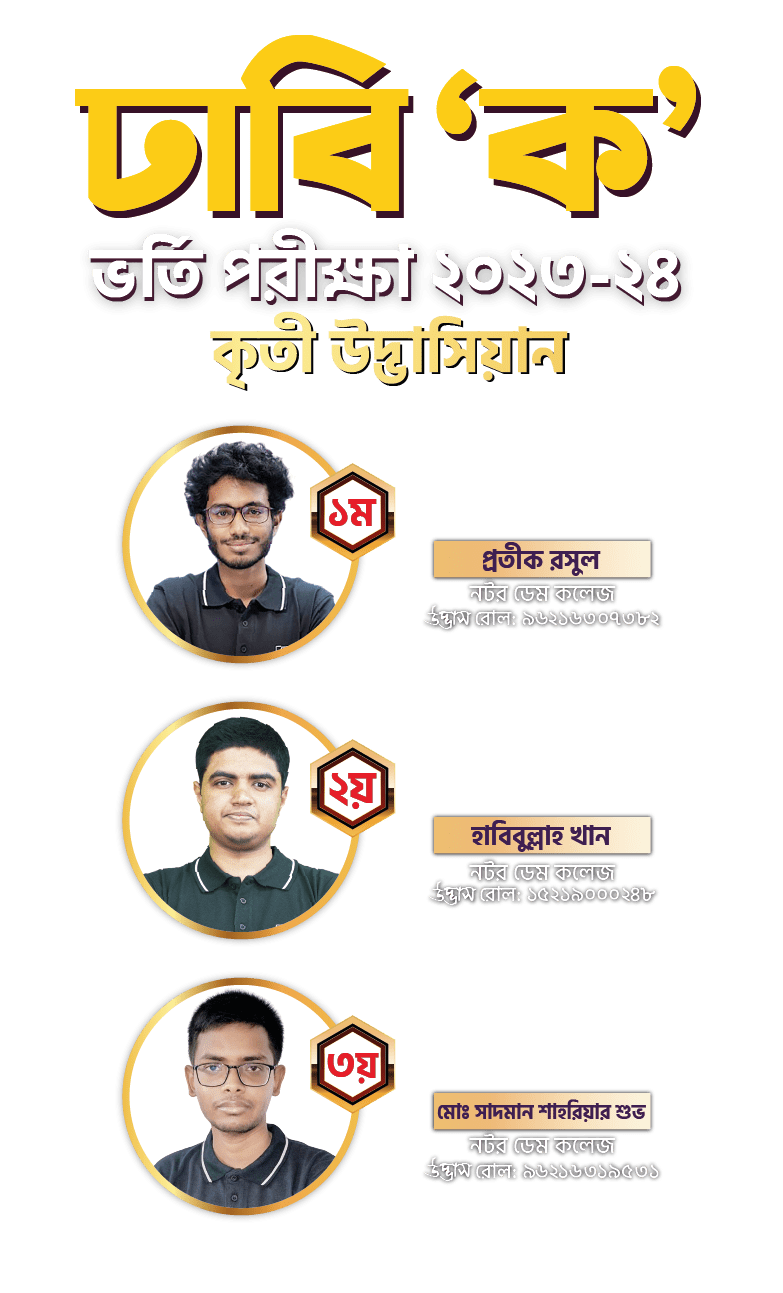 ঢাবি ‘ক’
ভর্তি পরীক্ষা ২০২৩-২৪
কৃতী উদ্ভাসিয়ান
১ম
প্রতীক রসুল
নটর ডেম কলেজ
উদ্ভাস রোল: ৯৬২১৬৩০৭৩৮২
২য়
হাবিবুল্লাহ খান
নটর ডেম কলেজ
উদ্ভাস রোল: ১৫২১৯০০০২৪৮
৩য়
মোঃ সাদমান শাহরিয়ার শুভ
নটর ডেম কলেজ
উদ্ভাস রোল: ৯৬২১৬৩১৯৫৩১